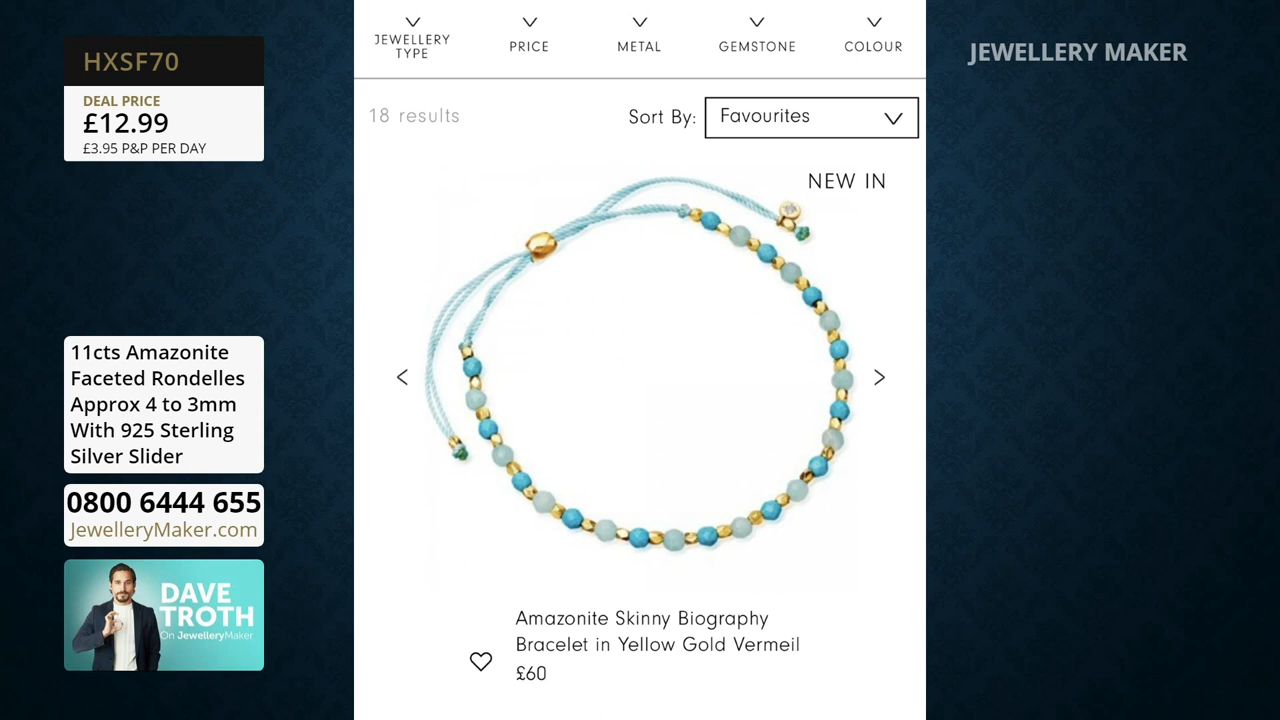 HXSF70
DEAL PRICE
£12.99
£3.95 P&P PER DAY
11cts Amazonite
Faceted Rondelles
Approx 4 to 3mm
With 925 Sterling
Silver Slider
0800 6444 655
JewelleryMaker.com
DAVE
TROTH
On JewelleryMaker
JEWELLERY
TYPE
PRICE
METAL
GEMSTONE
COLOUR
18 results
Sort By:
Favourites
NEW IN
Amazonite Skinny Biography
Bracelet in Yellow Gold Vermeil
£60
JEWELLERY MAKER